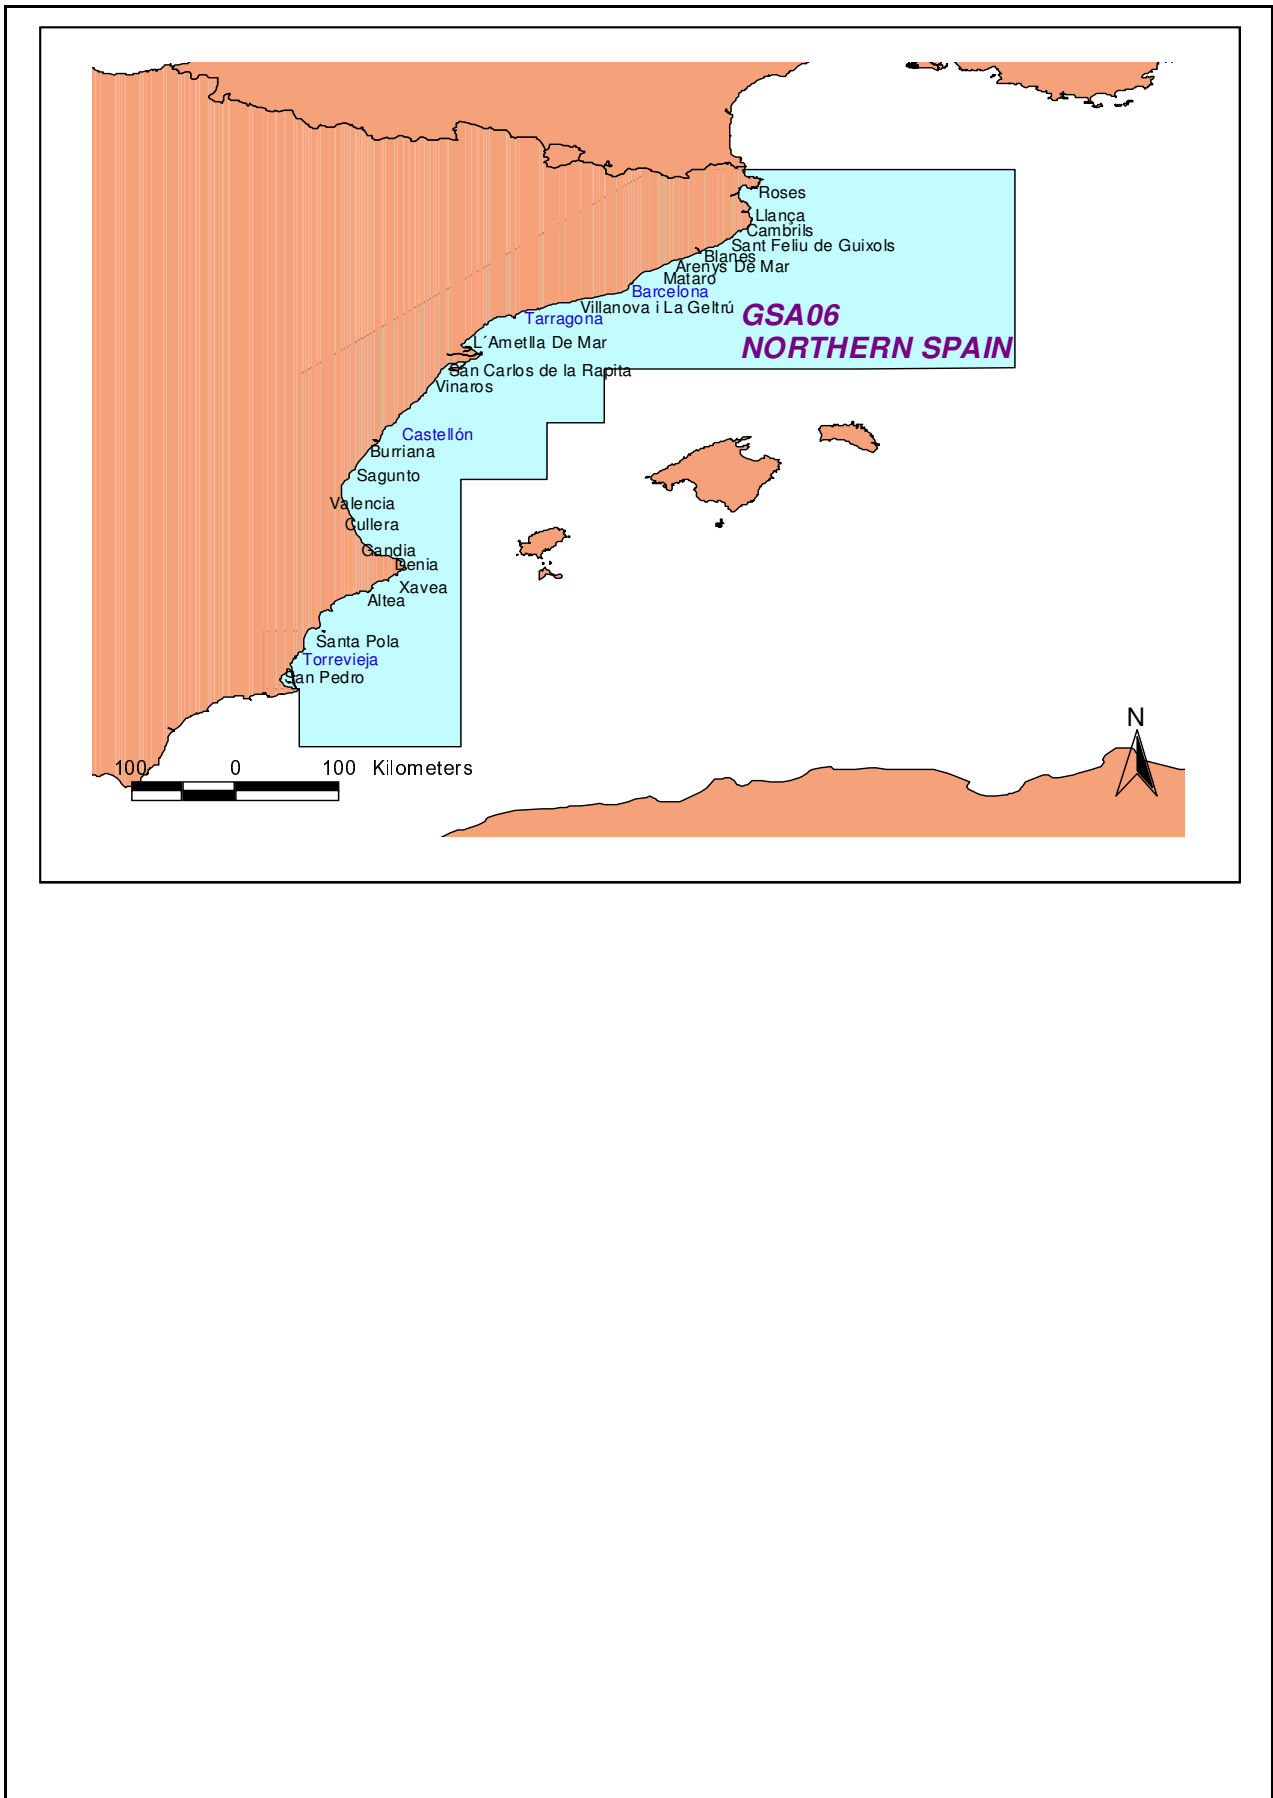 Roses
Llança
Cambrils
Sant Feliu de Guixols
Blanes
Arenys De Mar
Mataro
Barcelona
Villanova i La Geltrú
GSA06
NORTHERN SPAIN
Tarragona
L´Ametlla De Mar
San Carlos de la Rapita
Vinaros
Castellón
Burriana
Sagunto
Valencia
Cullera
Gandia
Denia
Xavea
Altea
Santa Pola
Torrevieja
San Pedro
N
100 0 100 Kilometers